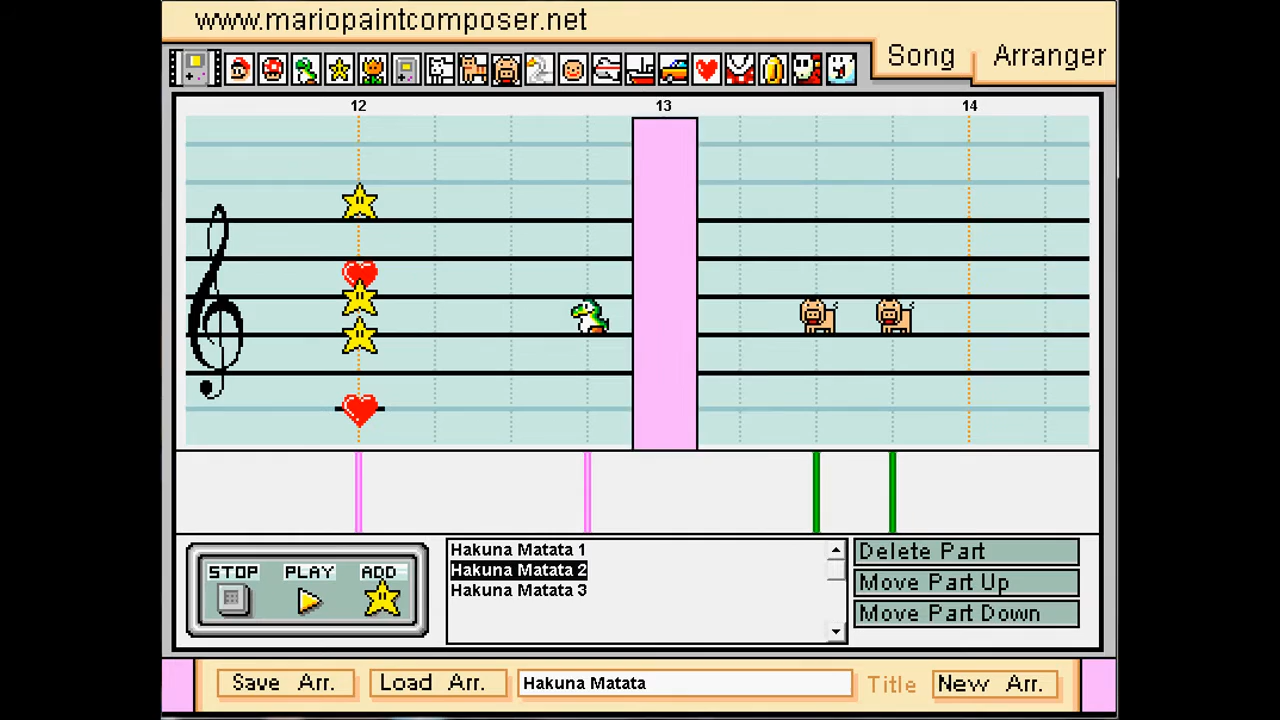 www.mariopaintcomposer.net
Song Arranger
12 13 14
STOP PLAY ADD
Hakuna Matata 1
Hakuna Matata 2
Hakuna Matata 3
Delete Part
Move Part Up
Move Part Down
Save Arr. Load Arr. Hakuna Matata Title New Arr.